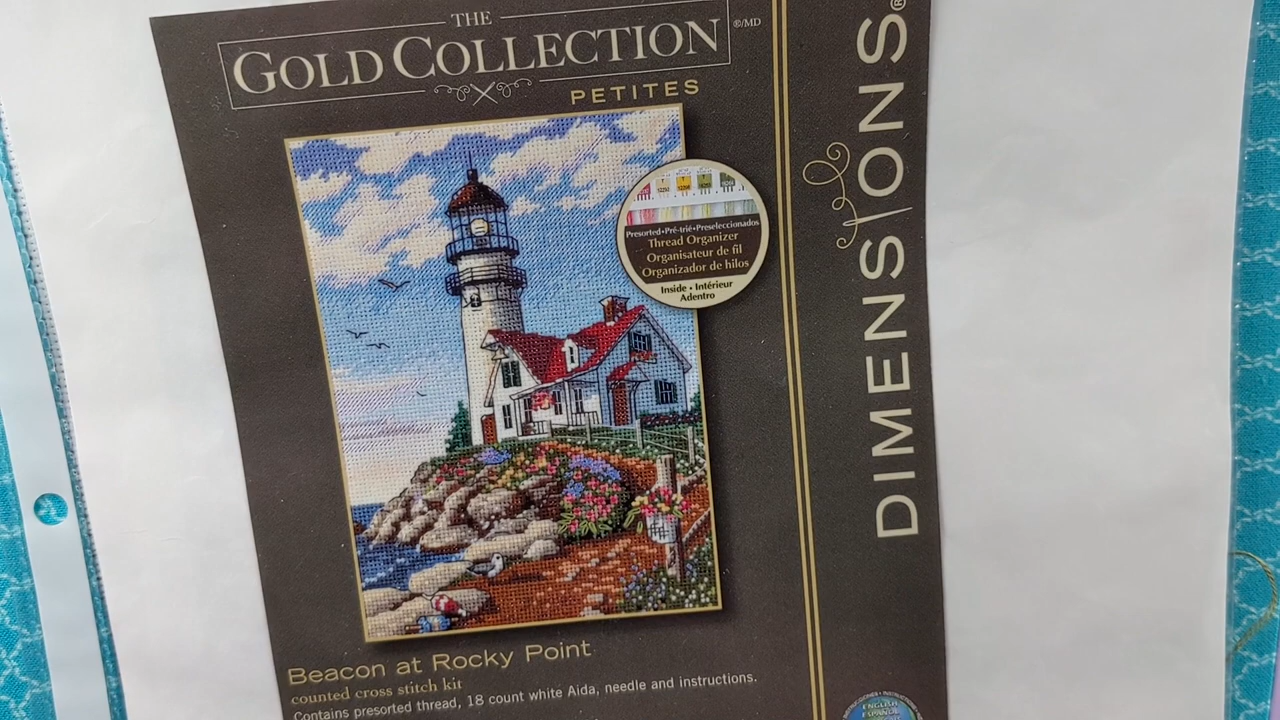 THE
GOLD COLLECTION
®/MD
PETITES
DIMENSIONS®
Presorted•Pré-trié•Preseleccionados
Thread Organizer
Organisateur de fil
Organizador de hilos
Inside • Intérieur
Adentro
Beacon at Rocky Point
counted cross stitch kit
Contains presorted thread, 18 count white Aida, needle and instructions.
ENGLISH
ESPAÑOL